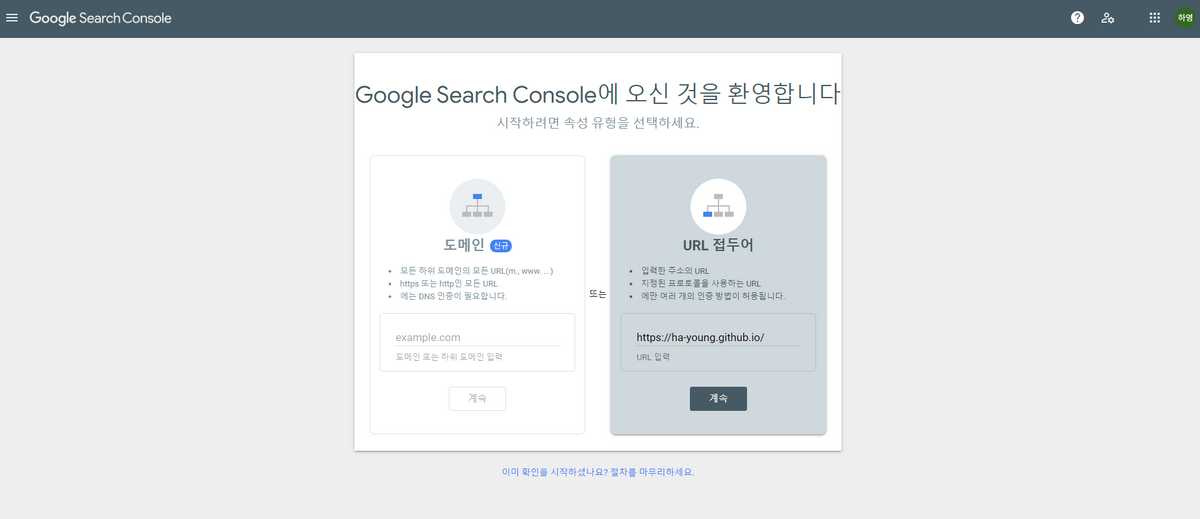 Google Search Console
하영
Google Search Console에 오신 것을 환영합니다
시작하려면 속성 유형을 선택하세요.
도메인 신규
모든 하위 도메인의 모든 URL(m., www. ...)
https 또는 http인 모든 URL
에는 DNS 인증이 필요합니다.
example.com
도메인 또는 하위 도메인 입력
계속
또는
URL 접두어
입력한 주소의 URL
지정된 프로토콜을 사용하는 URL
에만 여러 개의 인증 방법이 허용됩니다.
https://ha-young.github.io/
URL 입력
계속
이미 확인을 시작하셨나요? 절차를 마무리하세요.